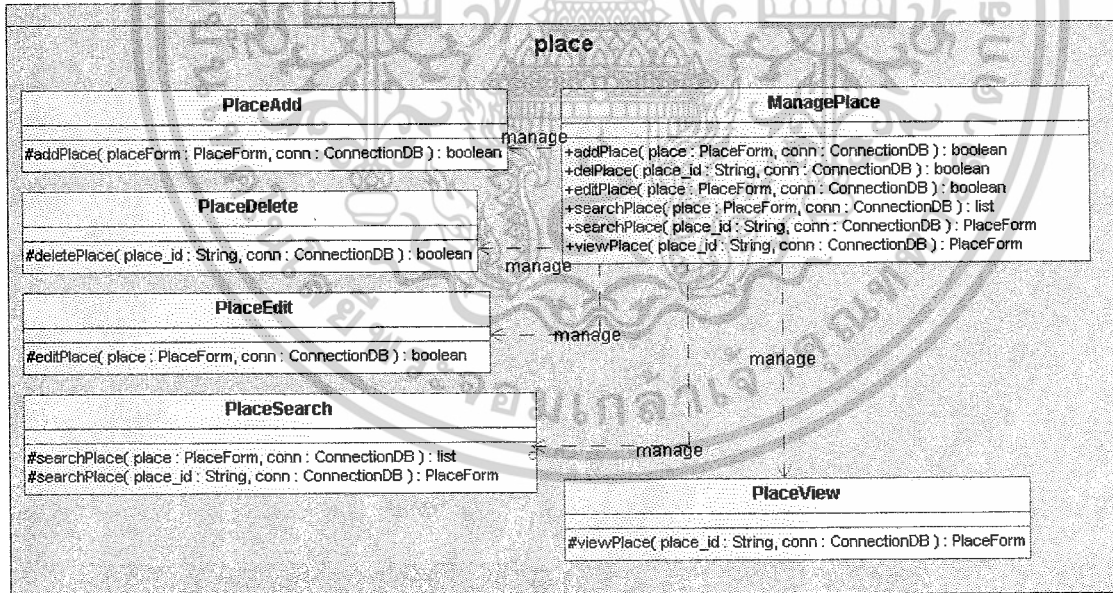 place
PlaceAdd
#addPlace( placeForm : PlaceForm, conn : ConnectionDB ) : boolean
manage
ManagePlace
+addPlace( place : PlaceForm, conn : ConnectionDB ) : boolean
+delPlace( place_id : String, conn : ConnectionDB ) : boolean
+editPlace( place : PlaceForm, conn : ConnectionDB ) : boolean
+searchPlace( place : PlaceForm, conn : ConnectionDB ) : list
+searchPlace( place_id : String, conn : ConnectionDB ) : PlaceForm
+viewPlace( place_id : String, conn : ConnectionDB ) : PlaceForm
PlaceDelete
#deletePlace( place_id : String, conn : ConnectionDB ) : boolean
manage
PlaceEdit
#editPlace( place : PlaceForm, conn : ConnectionDB ) : boolean
manage
manage
PlaceSearch
#searchPlace( place : PlaceForm, conn : ConnectionDB ) : list
#searchPlace( place_id : String, conn : ConnectionDB ) : PlaceForm
manage
PlaceView
#viewPlace( place_id : String, conn : ConnectionDB ) : PlaceForm